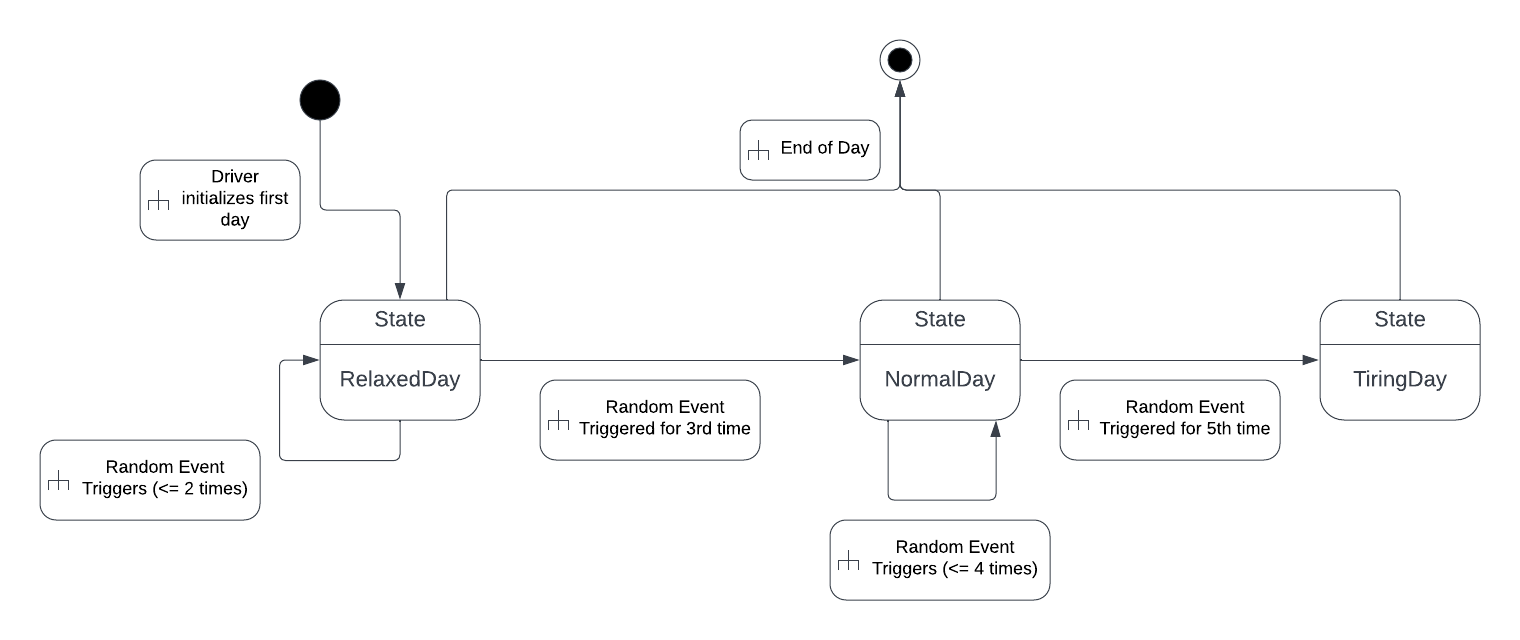 End of Day
Driver
initializes first
day
State
RelaxedDay
State
NormalDay
State
TiringDay
Random Event
Triggered for 3rd time
Random Event
Triggered for 5th time
Random Event
Triggers (<= 2 times)
Random Event
Triggers (<= 4 times)